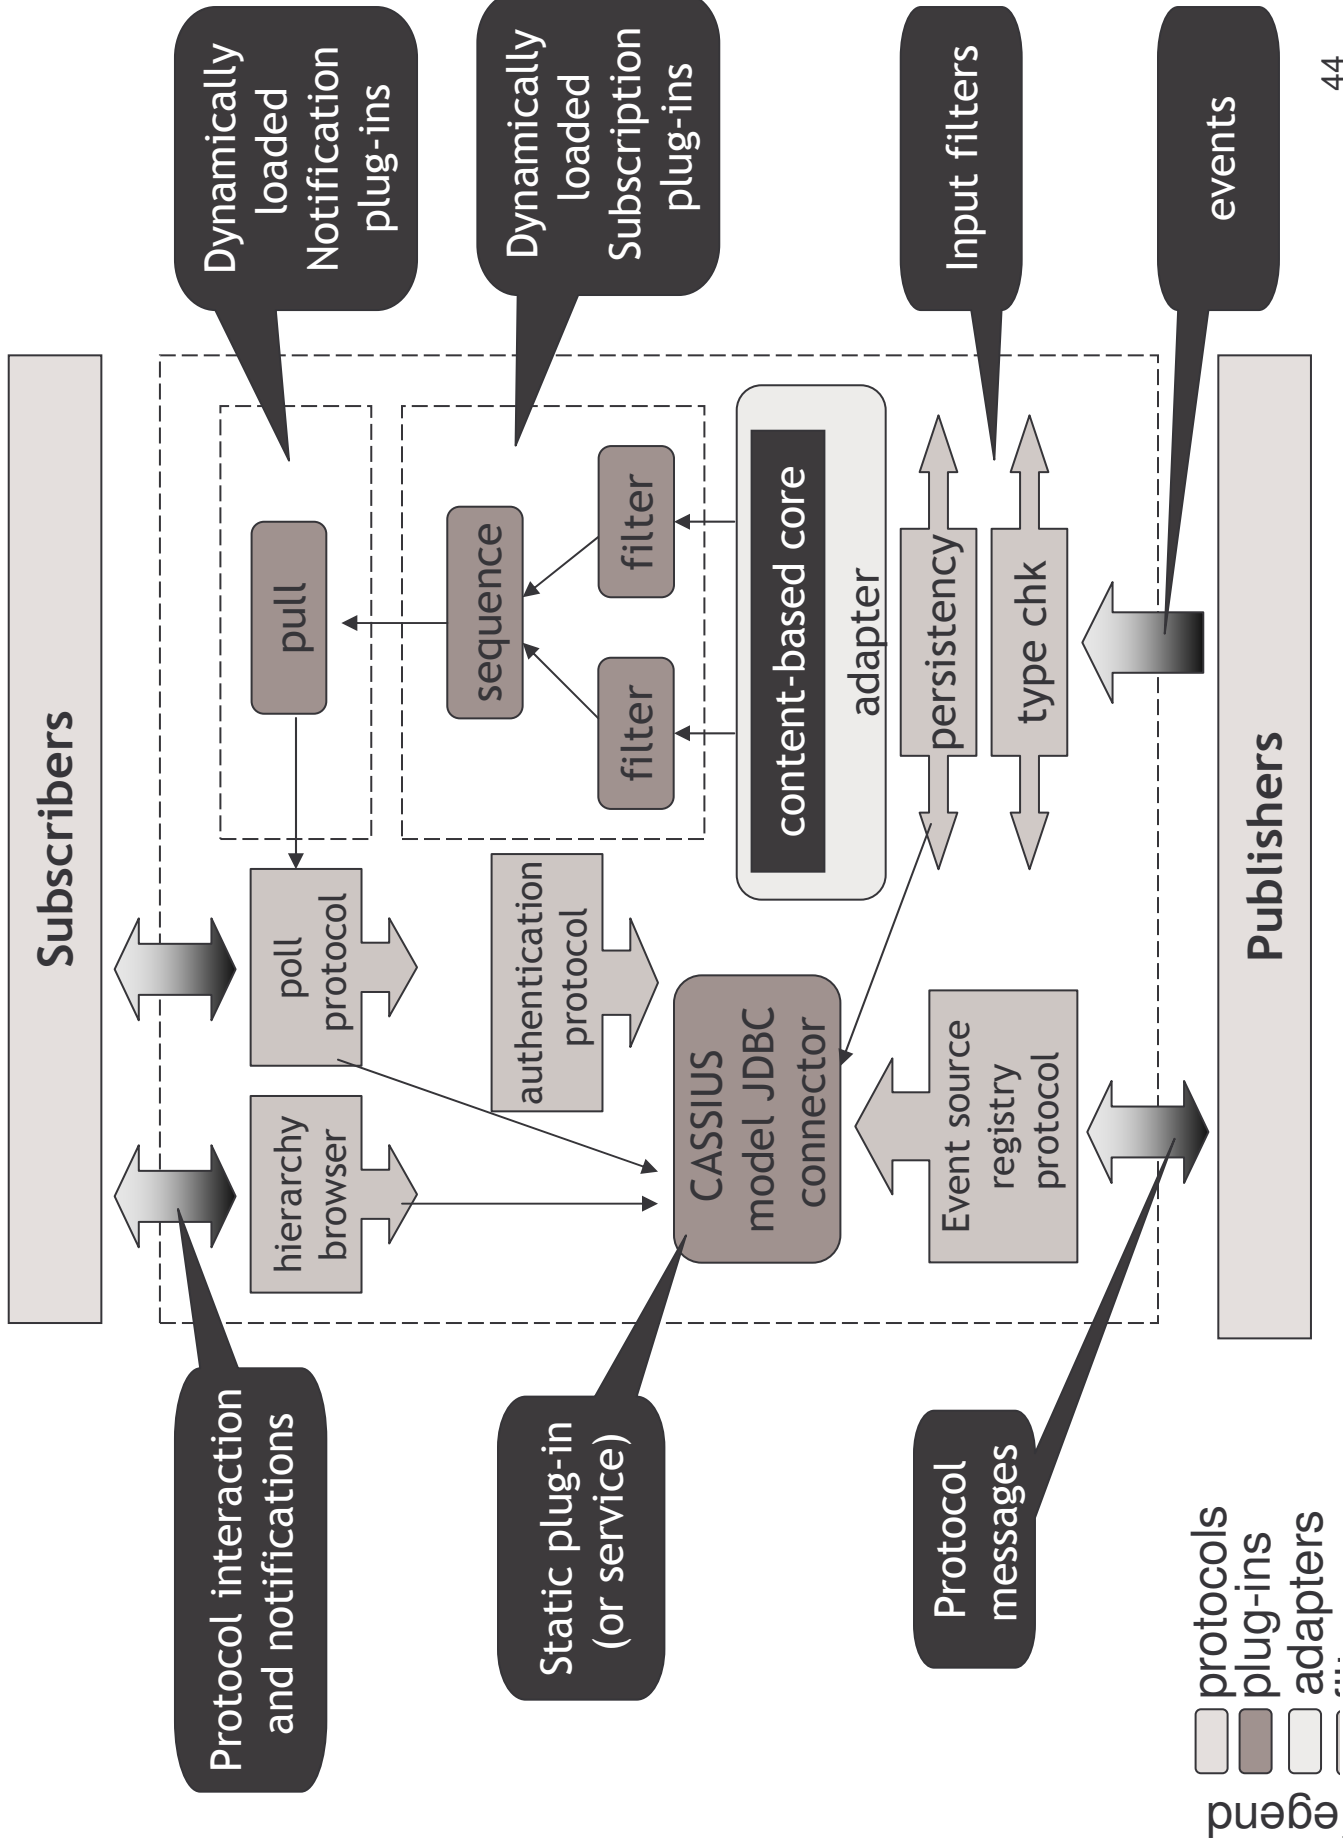 Subscribers
Protocol interaction
and notifications
hierarchy
browser
poll
protocol
pull
Dynamically
loaded
Notification
plug-ins
authentication
protocol
sequence
filter
filter
Dynamically
loaded
Subscription
plug-ins
Static plug-in
(or service)
CASSIUS
model JDBC
connector
content-based core
adapter
persistency
type chk
Input filters
Event source
registry
protocol
Protocol
messages
events
Publishers
protocols
plug-ins
adapters
egend
44